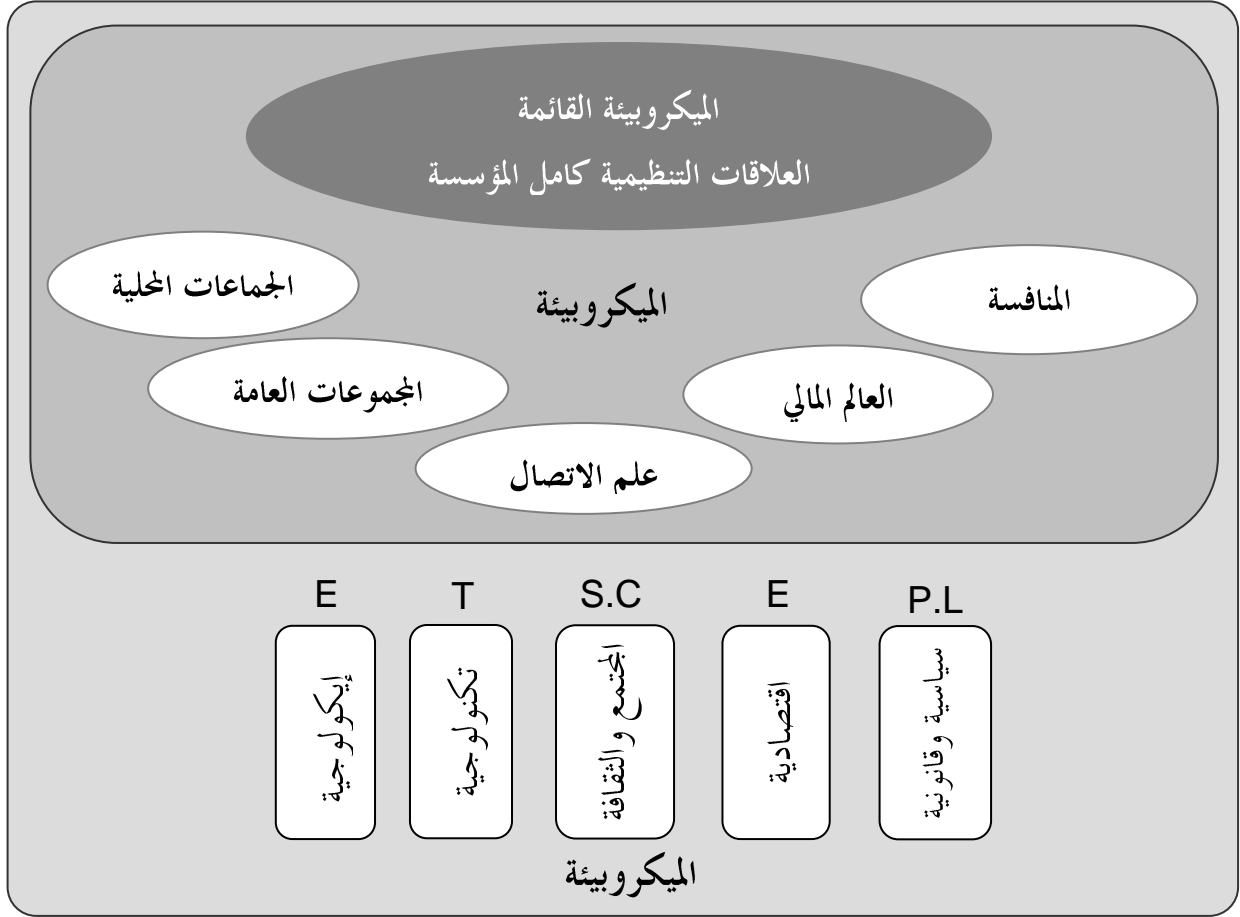 الميكروبيئة القائمة
العلاقات التنظيمية كامل المؤسسة
المنافسة
الميكروبيئة
الجماعات المحلية
العالم المالي
المجموعات العامة
علم الاتصال
P.L
E
S.C
T
E
سياسية وقانونية
اقتصادية
المجتمع والثقافة
تكنولوجية
إيكولوجية
الميكروبيئة